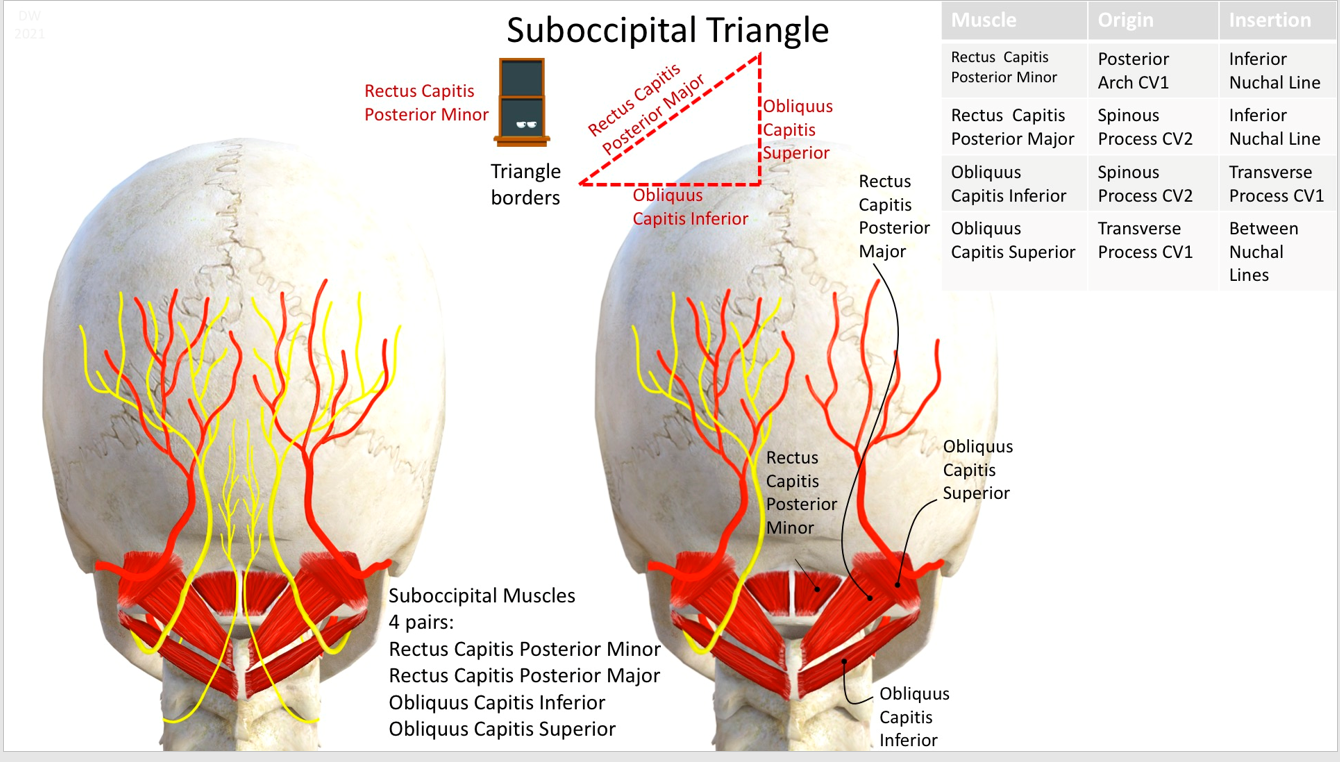 DW
2021
Suboccipital Triangle
Rectus Capitis
Posterior Minor
Rectus Capitis
Posterior Major
Obliquus
Capitis
Superior
Triangle
borders
Obliquus
Capitis Inferior
Muscle Origin Insertion
Rectus Capitis
Posterior Minor
Posterior
Arch CV1
Inferior
Nuchal Line
Rectus Capitis
Posterior Major
Spinous
Process CV2
Inferior
Nuchal Line
Obliquus
Capitis Inferior
Spinous
Process CV2
Transverse
Process CV1
Obliquus
Capitis Superior
Transverse
Process CV1
Between
Nuchal
Lines
Rectus
Capitis
Posterior
Major
Rectus
Capitis
Posterior
Minor
Obliquus
Capitis
Superior
Suboccipital Muscles
4 pairs:
Rectus Capitis Posterior Minor
Rectus Capitis Posterior Major
Obliquus Capitis Inferior
Obliquus Capitis Superior
Obliquus
Capitis
Inferior